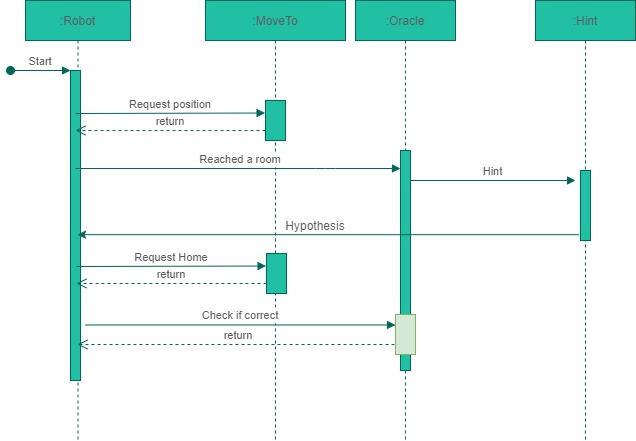 :Robot
:MoveTo
:Oracle
:Hint
Start
Request position
return
Reached a room
Hint
Hypothesis
Request Home
return
Check if correct
return